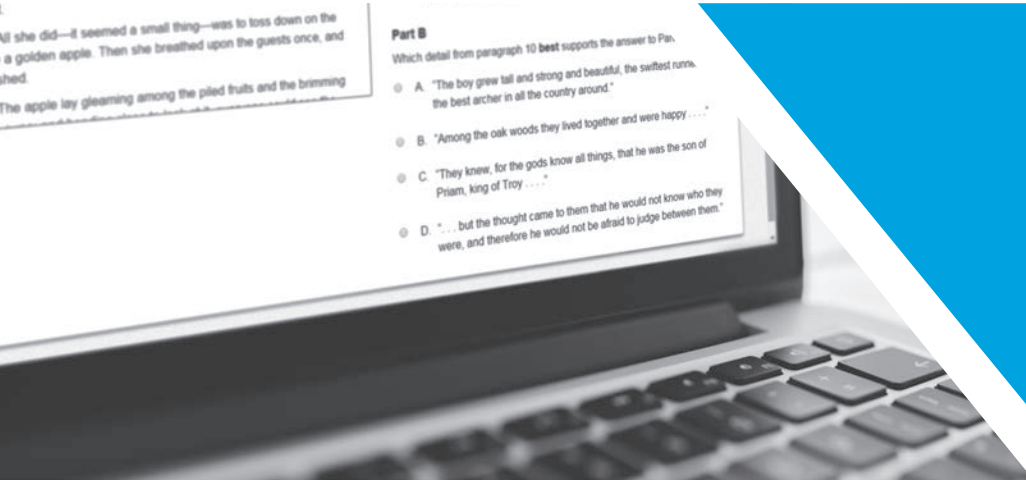 All she did—it seemed a small thing—was to toss down on the
a golden apple. Then she breathed upon the guests once, and
shed.
The apple lay gleaming among the piled fruits and the brimming
Part B
Which detail from paragraph 10 best supports the answer to Par
A. "The boy grew tall and strong and beautiful, the swiftest runne
the best archer in all the country around."
B. "Among the oak woods they lived together and were happy . . . ."
C. "They knew, for the gods know all things, that he was the son of
Priam, king of Troy . . . ."
D. ". . . but the thought came to them that he would not know who they
were, and therefore he would not be afraid to judge between them."